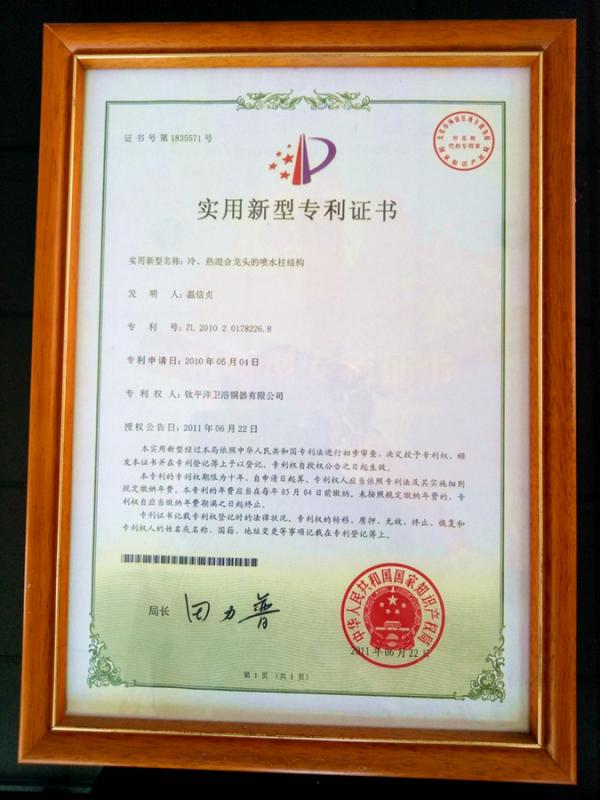 证书号第1835571号
实用新型专利证书
实用新型名称：冷、热混合龙头的喷水柱结构
发明人：温信贞
专利号：ZL 2010 2 0178226.8
专利申请日：2010年05月04日
专利权人：钛平洋卫浴铜器有限公司
授权公告日：2011年06月22日
本实用新型经过本局依照中华人民共和国专利法进行初步审查，决定授予专利权，颁
发本证书并在专利登记簿上予以登记。专利权自授权公告之日起生效。
本专利的专利权期限为十年，自申请日起算。专利权人应当依照专利法及其实施细则
规定缴纳年费。本专利的年费应当在每年05月04日前缴纳。未按照规定缴纳年费的，专
利权自应当缴纳年费期满之日起终止。
专利证书记载专利权登记时的法律状况。专利权的转移、质押、无效、终止、恢复和
专利权人的姓名或名称、国籍、地址变更等事项记载在专利登记簿上。
局长 田力普
中华人民共和国国家知识产权局
2011年06月22日
第1页（共1页）